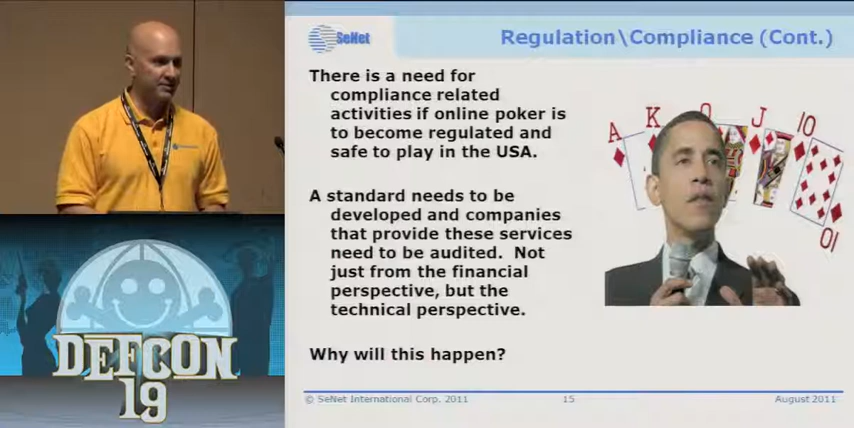 SeNet
Regulation\Compliance (Cont.)
There is a need for
compliance related
activities if online poker is
to become regulated and
safe to play in the USA.
A standard needs to be
developed and companies
that provide these services
need to be audited. Not
just from the financial
perspective, but the
technical perspective.
Why will this happen?
A K Q J 10
10
DEFCON
19
© SeNet International Corp. 2011 15 August 2011